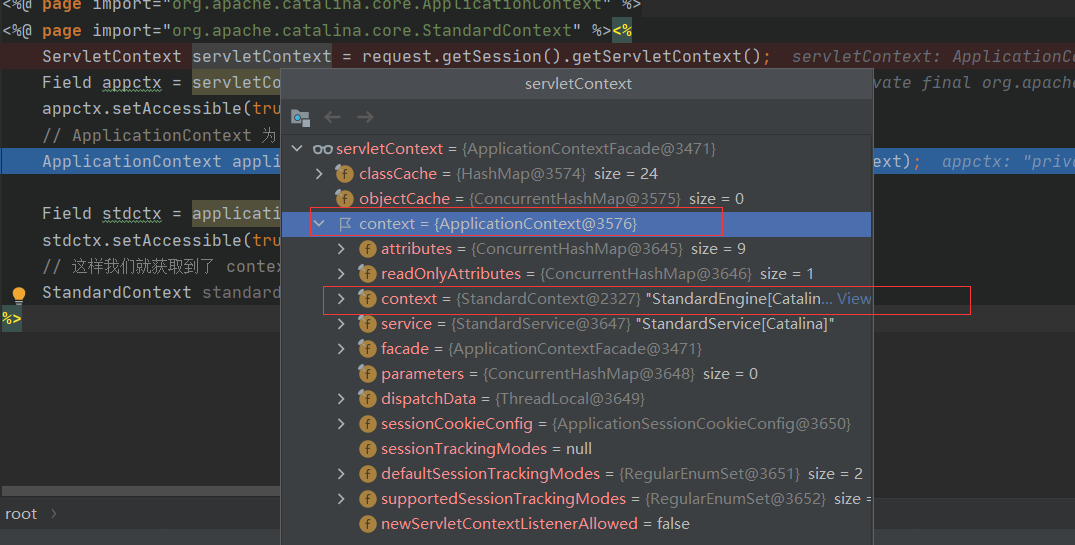 <%@ page import="org.apache.catalina.core.ApplicationContext" %>
<%@ page import="org.apache.catalina.core.StandardContext" %><%
ServletContext servletContext = request.getSession().getServletContext(); servletContext: ApplicationCo
Field appctx = servletCo vate final org.apache
appctx.setAccessible(tru
// ApplicationContext 为
ApplicationContext appli ext); appctx: "priv
Field stdctx = applicati
stdctx.setAccessible(tru
// 这样我们就获取到了 contex
StandardContext standard
%>
servletContext
servletContext = {ApplicationContextFacade@3471}
classCache = {HashMap@3574} size = 24
objectCache = {ConcurrentHashMap@3575} size = 0
context = {ApplicationContext@3576}
attributes = {ConcurrentHashMap@3645} size = 9
readOnlyAttributes = {ConcurrentHashMap@3646} size = 1
context = {StandardContext@2327} "StandardEngine[Catalin... View
service = {StandardService@3647} "StandardService[Catalina]"
facade = {ApplicationContextFacade@3471}
parameters = {ConcurrentHashMap@3648} size = 0
dispatchData = {ThreadLocal@3649}
sessionCookieConfig = {ApplicationSessionCookieConfig@3650}
sessionTrackingModes = null
defaultSessionTrackingModes = {RegularEnumSet@3651} size = 2
supportedSessionTrackingModes = {RegularEnumSet@3652} size =
newServletContextListenerAllowed = false
root